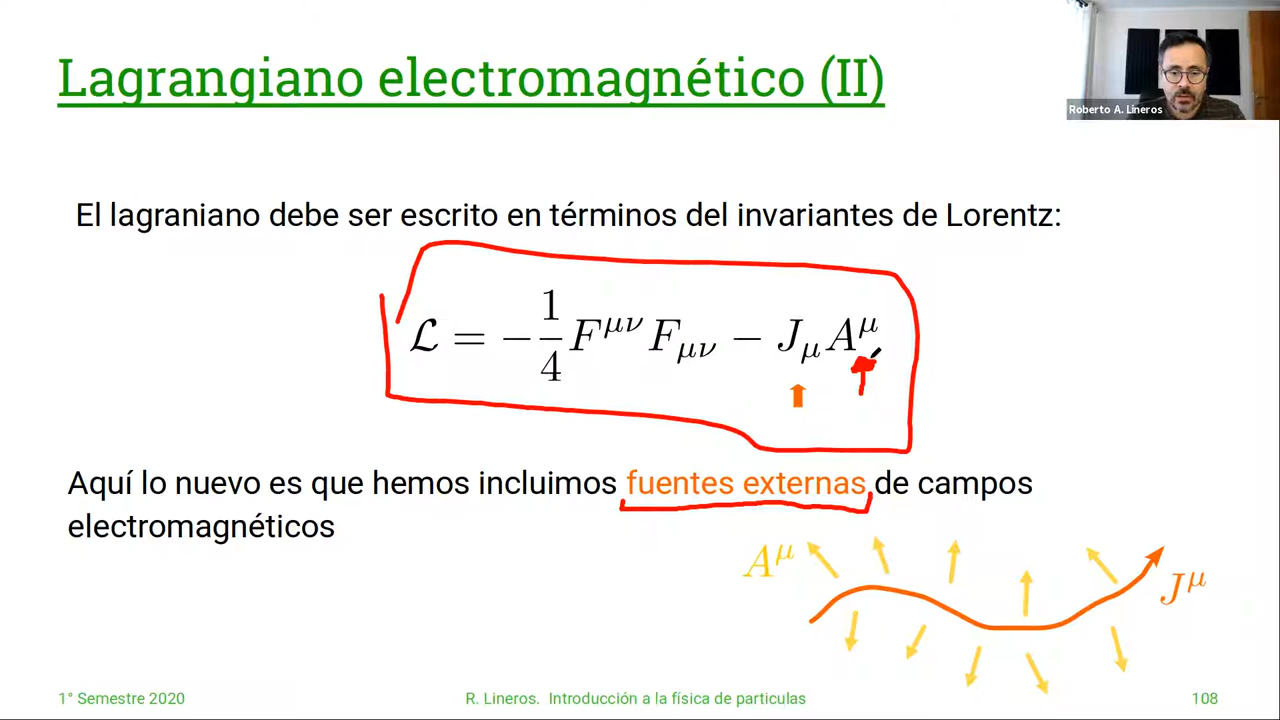 Lagrangiano electromagnético (II)
Roberto A. Lineros
El lagraniano debe ser escrito en términos del invariantes de Lorentz:
ℒ = −1/4 F^{μν} F_{μν} − J_μ A^μ
Aquí lo nuevo es que hemos incluimos fuentes externas de campos
electromagnéticos
A^μ
J^μ
1° Semestre 2020
R. Lineros. Introducción a la física de particulas
108